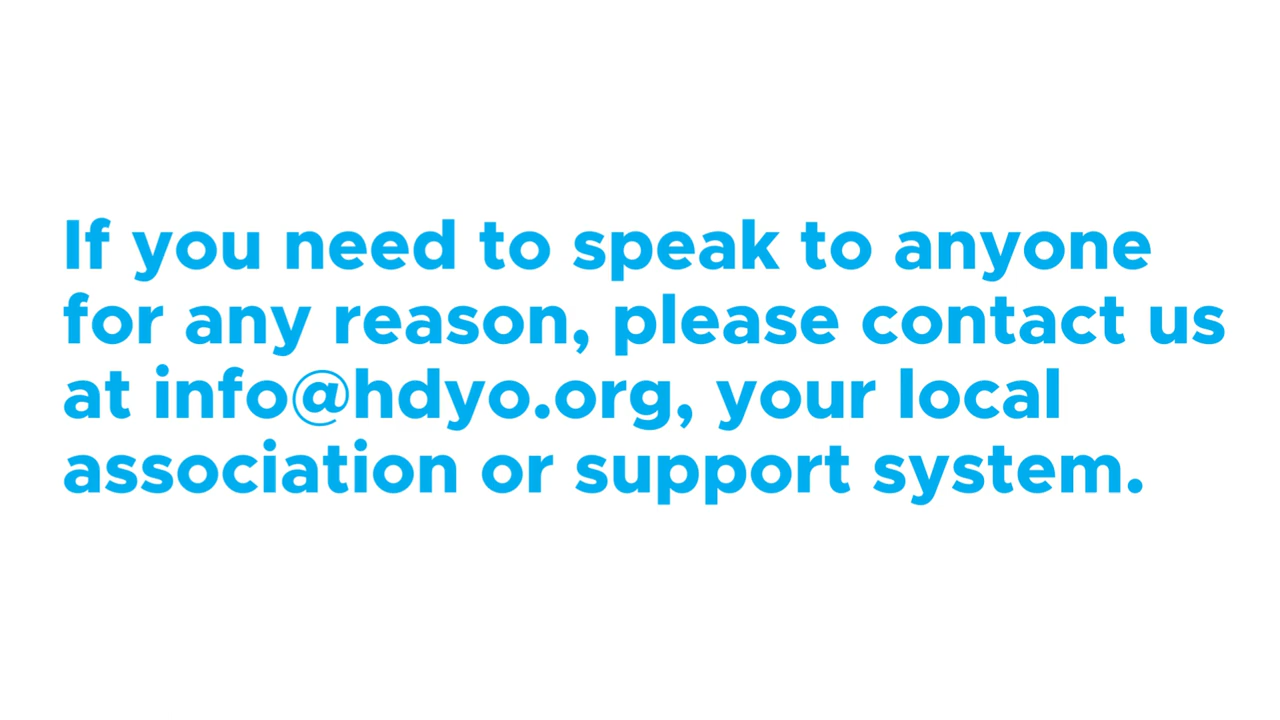 If you need to speak to anyone
for any reason, please contact us
at info@hdyo.org, your local
association or support system.